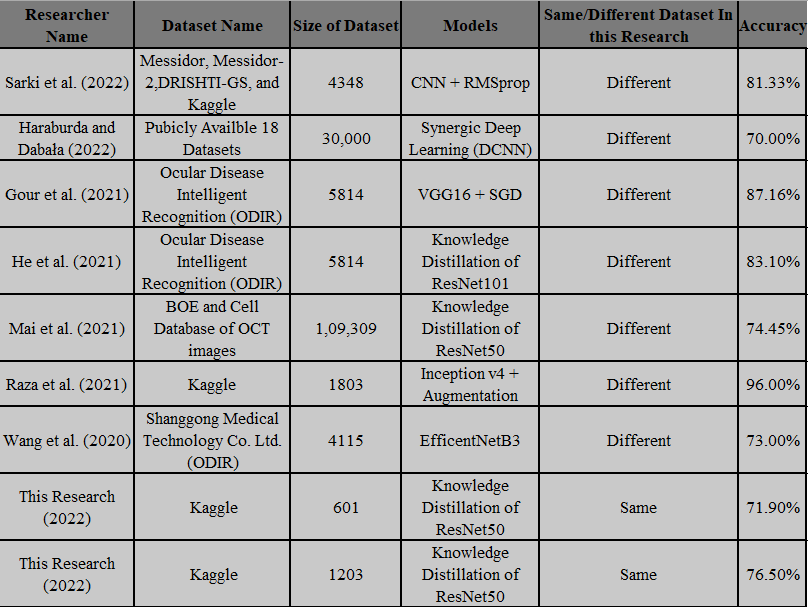 Researcher
Name
Dataset Name
Size of Dataset
Models
Same/Different Dataset In
this Research
Accuracy
Sarki et al. (2022)
Messidor, Messidor-
2,DRISHTI-GS, and
Kaggle
4348
CNN + RMSprop
Different
81.33%
Haraburda and
Dabała (2022)
Pubicly Availble 18
Datasets
30,000
Synergic Deep
Learning (DCNN)
Different
70.00%
Gour et al. (2021)
Ocular Disease
Intelligent
Recognition (ODIR)
5814
VGG16 + SGD
Different
87.16%
He et al. (2021)
Ocular Disease
Intelligent
Recognition (ODIR)
5814
Knowledge
Distillation of
ResNet101
Different
83.10%
Mai et al. (2021)
BOE and Cell
Database of OCT
images
1,09,309
Knowledge
Distillation of
ResNet50
Different
74.45%
Raza et al. (2021)
Kaggle
1803
Inception v4 +
Augmentation
Different
96.00%
Wang et al. (2020)
Shanggong Medical
Technology Co. Ltd.
(ODIR)
4115
EfficentNetB3
Different
73.00%
This Research
(2022)
Kaggle
601
Knowledge
Distillation of
ResNet50
Same
71.90%
This Research
(2022)
Kaggle
1203
Knowledge
Distillation of
ResNet50
Same
76.50%